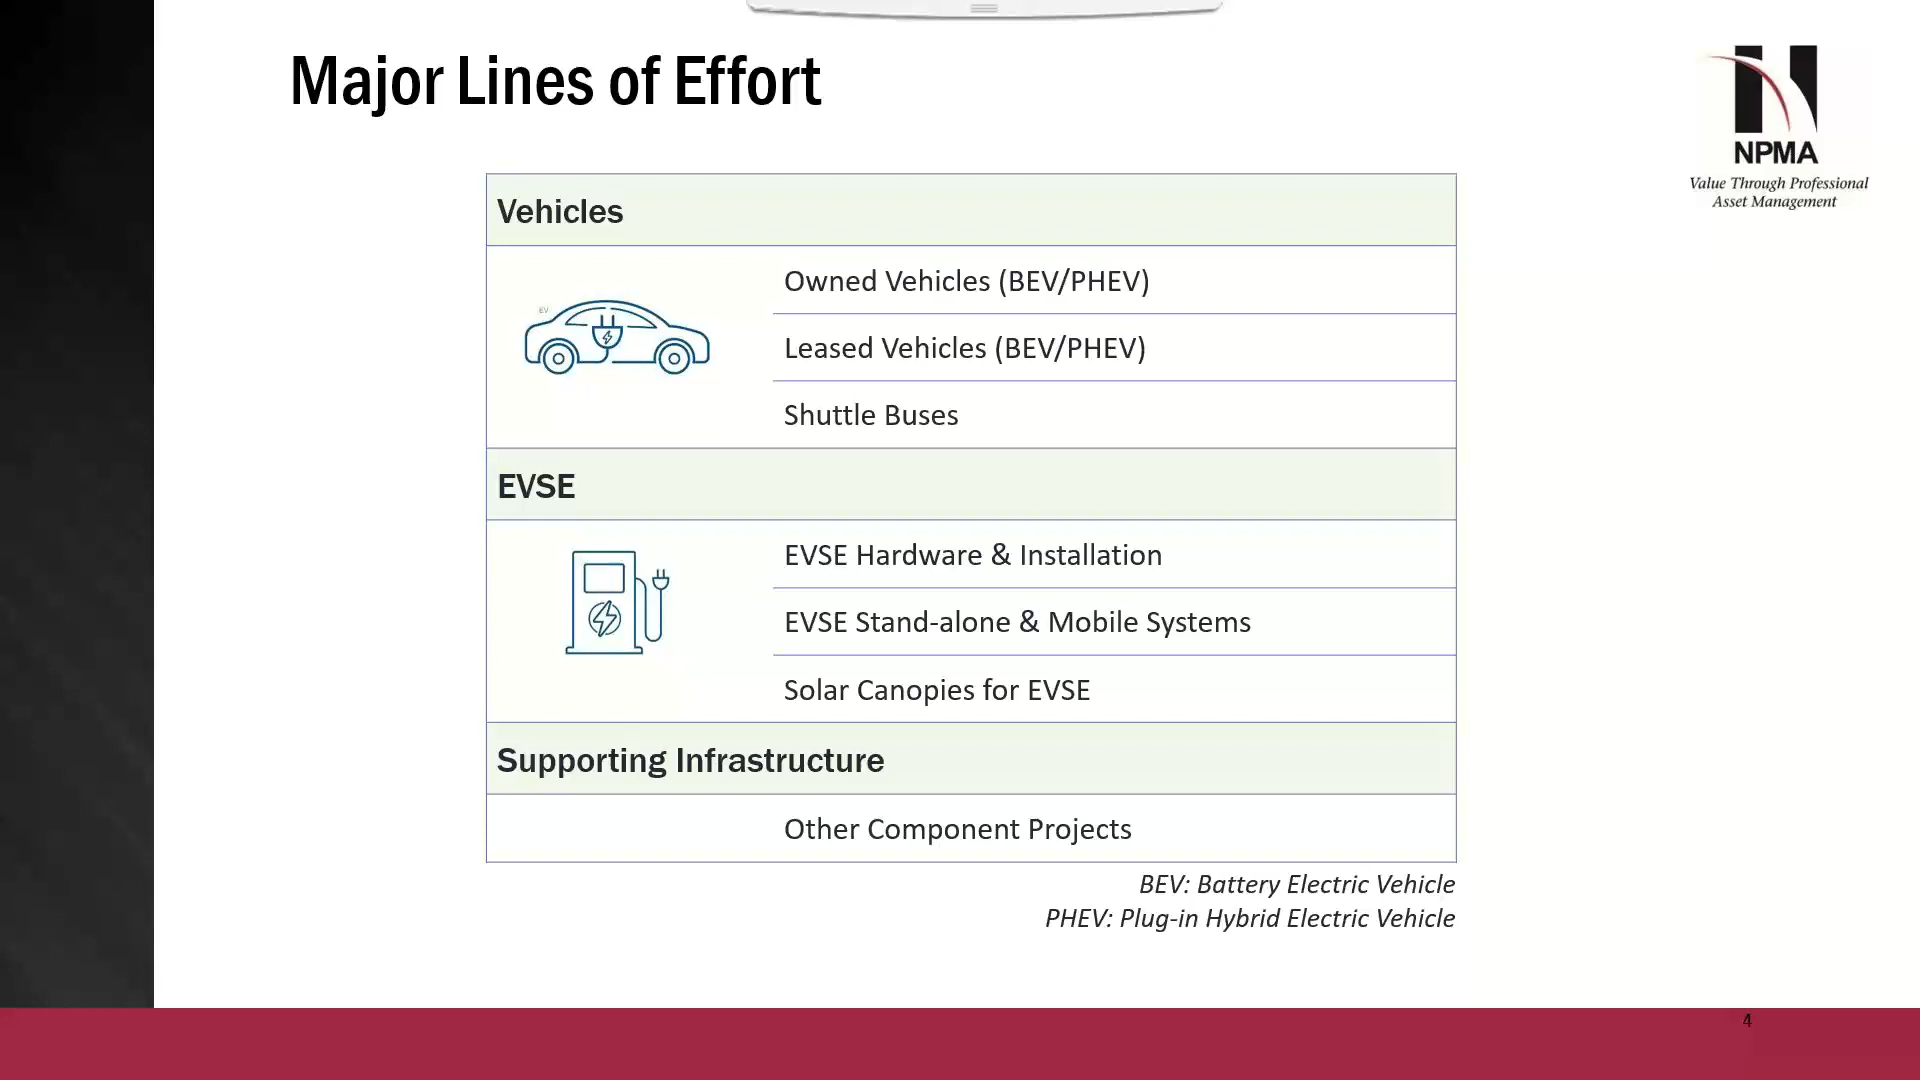 Major Lines of Effort
NPMA
Value Through Professional
Asset Management
Vehicles
EV
Owned Vehicles (BEV/PHEV)
Leased Vehicles (BEV/PHEV)
Shuttle Buses
EVSE
EVSE Hardware & Installation
EVSE Stand-alone & Mobile Systems
Solar Canopies for EVSE
Supporting Infrastructure
Other Component Projects
BEV: Battery Electric Vehicle
PHEV: Plug-in Hybrid Electric Vehicle
4